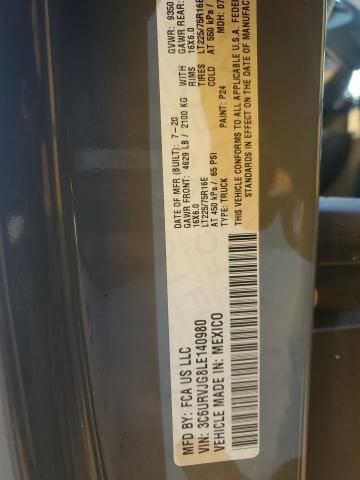 MFD BY: FCA US LLC
VIN: 3C6URVJG8LE140980
VEHICLE MADE IN: MEXICO
DATE OF MFR (BUILT): 7-20
GAWR FRONT: 4629 LB / 2100 KG
16X6.0
LT225/75R16E
AT 450 kPa / 65 PSI
TYPE: TRUCK
WITH
RIMS
TIRES
COLD
PAINT: P24
GVWR: 9350
GAWR REAR:
16X6.0
LT225/75R16E
AT 550 kPa /
MDH: 07
THIS VEHICLE CONFORMS TO ALL APPLICABLE U.S.A. FEDER
STANDARDS IN EFFECT ON THE DATE OF MANUFAC